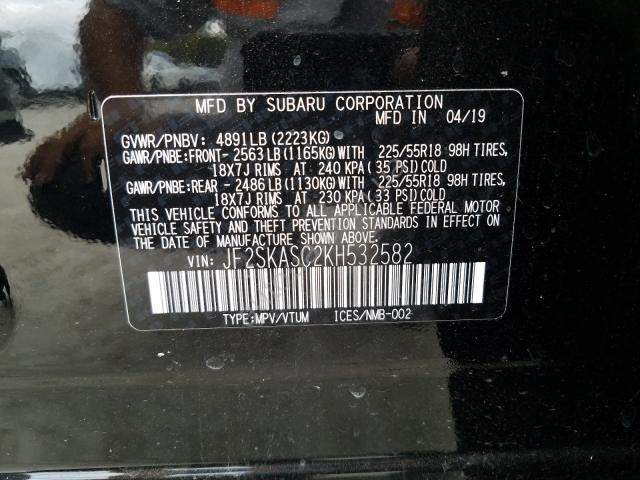 MFD BY SUBARU CORPORATION
MFD IN 04/19
GVWR/PNBV: 4891LB (2223KG)
GAWR/PNBE:FRONT- 2563 LB (1165KG) WITH 225/55R18 98H TIRES,
18X7J RIMS AT 240 KPA (35 PSI) COLD
GAWR/PNBE:REAR - 2486 LB (1130KG) WITH 225/55R18 98H TIRES,
18X7J RIMS AT 230 KPA (33 PSI) COLD
THIS VEHICLE CONFORMS TO ALL APPLICABLE FEDERAL MOTOR
VEHICLE SAFETY AND THEFT PREVENTION STANDARDS IN EFFECT ON
THE DATE OF MANUFACTURE SHOWN ABOVE.
VIN: JF2SKASC2KH532582
TYPE:MPV/VTUM ICES/NMB-002